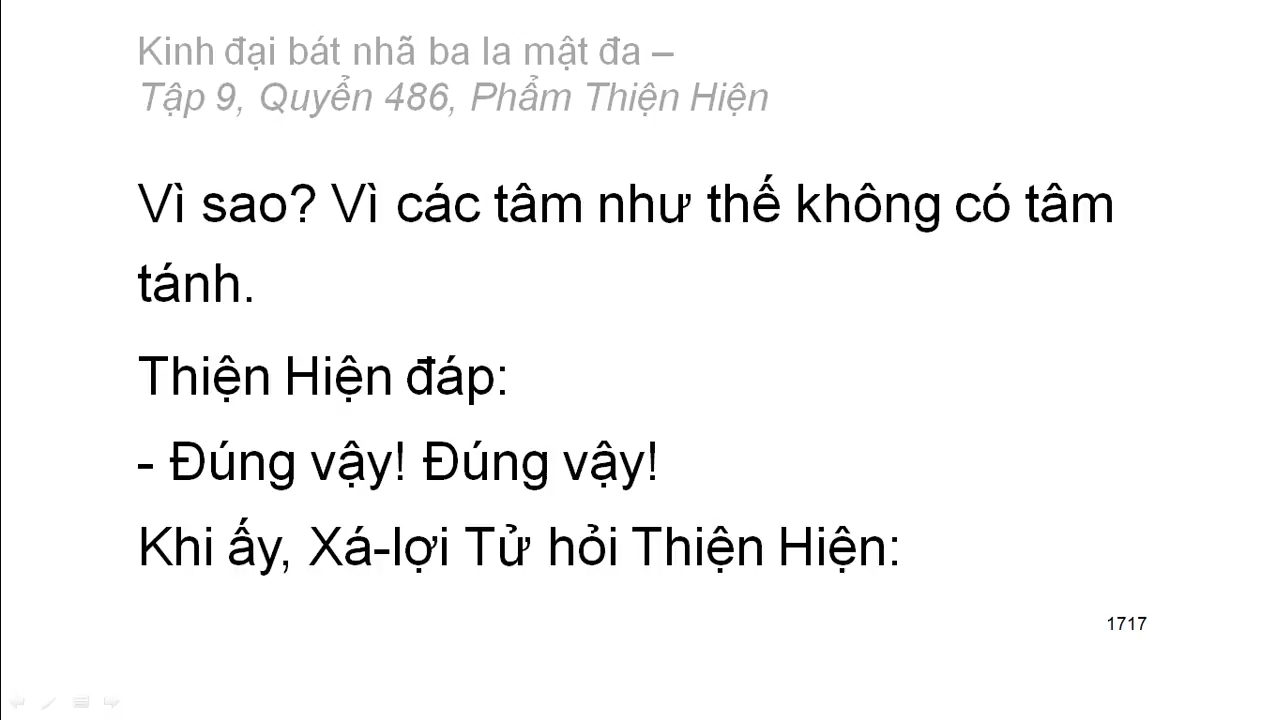 Kinh đại bát nhã ba la mật đa –
Tập 9, Quyển 486, Phẩm Thiện Hiện
Vì sao? Vì các tâm như thế không có tâm
tánh.
Thiện Hiện đáp:
- Đúng vậy! Đúng vậy!
Khi ấy, Xá-lợi Tử hỏi Thiện Hiện:
1717